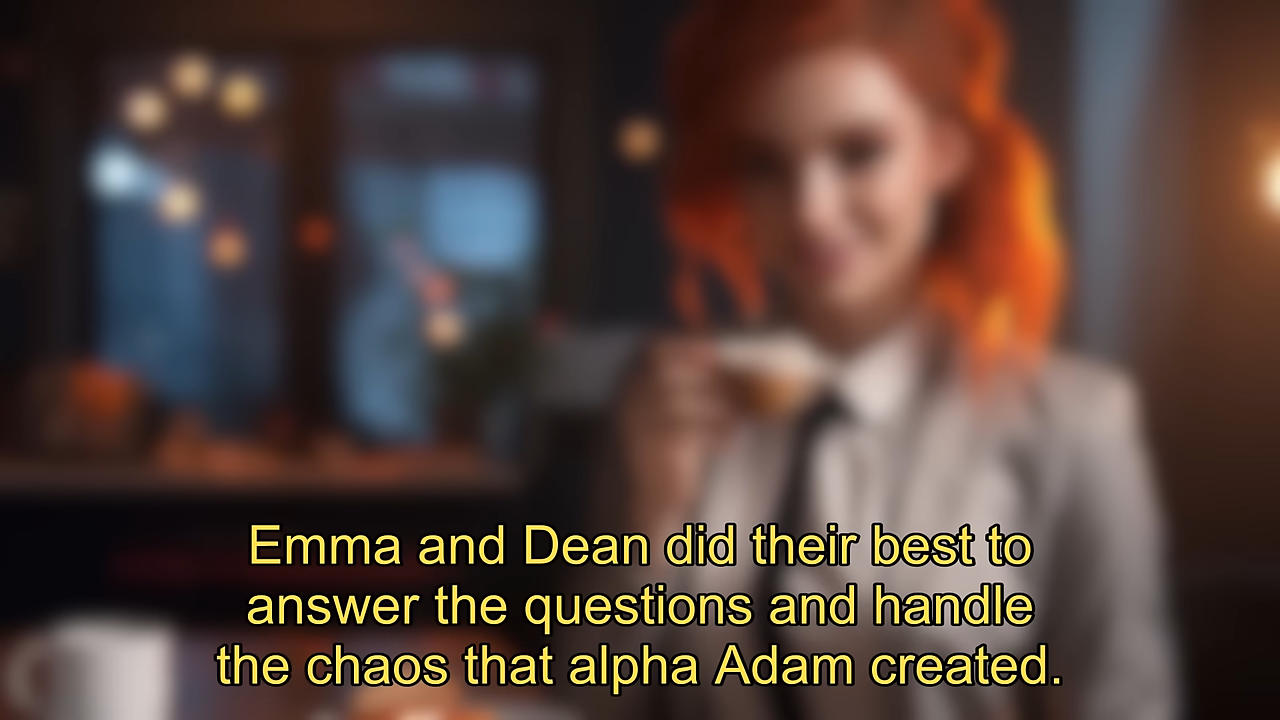 Emma and Dean did their best to
answer the questions and handle
the chaos that alpha Adam created.